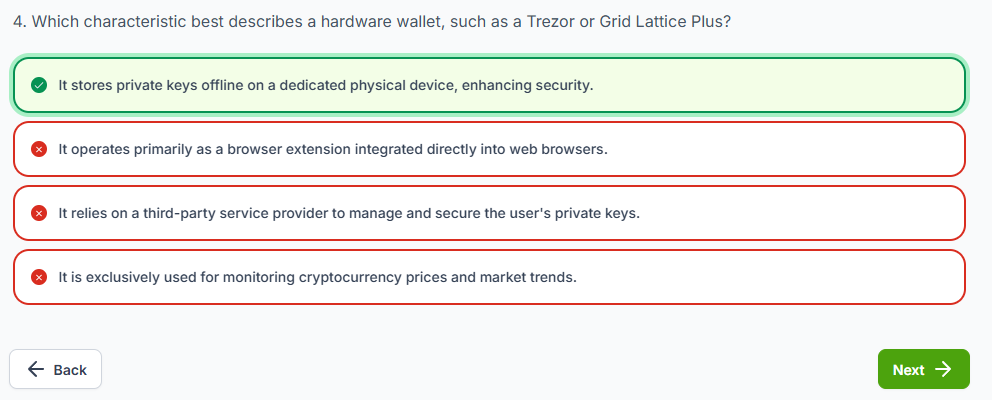 4. Which characteristic best describes a hardware wallet, such as a Trezor or Grid Lattice Plus?
It stores private keys offline on a dedicated physical device, enhancing security.
It operates primarily as a browser extension integrated directly into web browsers.
It relies on a third-party service provider to manage and secure the user's private keys.
It is exclusively used for monitoring cryptocurrency prices and market trends.
Back
Next